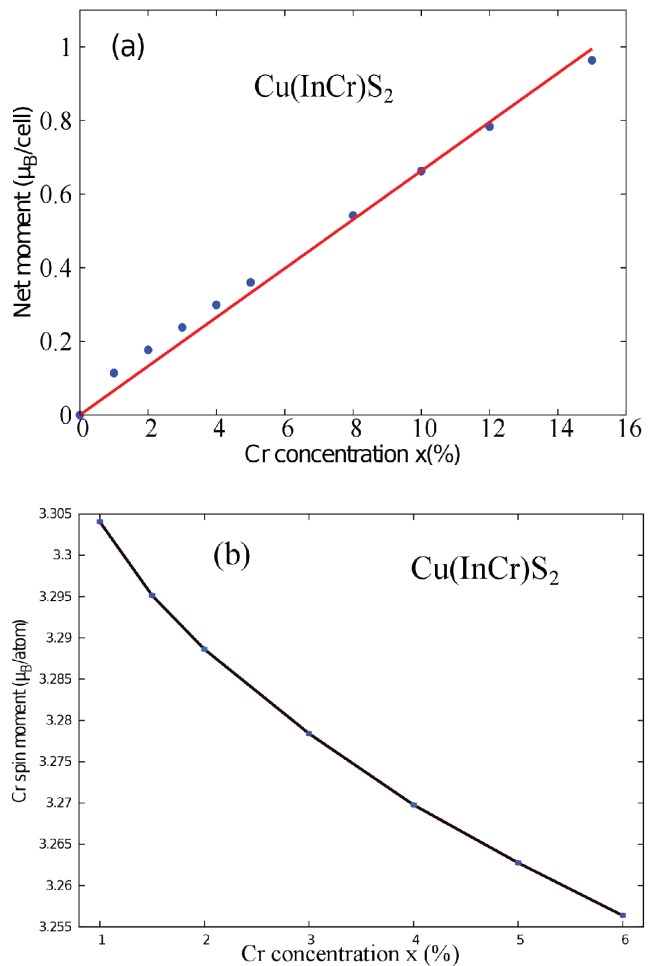 (a)
Cu(InCr)S₂
Net moment (μ_B/cell)
1
0.8
0.6
0.4
0.2
0
0 2 4 6 8 10 12 14 16
Cr concentration x(%)
(b)
Cu(InCr)S₂
Cr spin moment (μ_B/atom)
3.305
3.3
3.295
3.29
3.285
3.28
3.275
3.27
3.265
3.26
3.255
1 2 3 4 5 6
Cr concentration x (%)